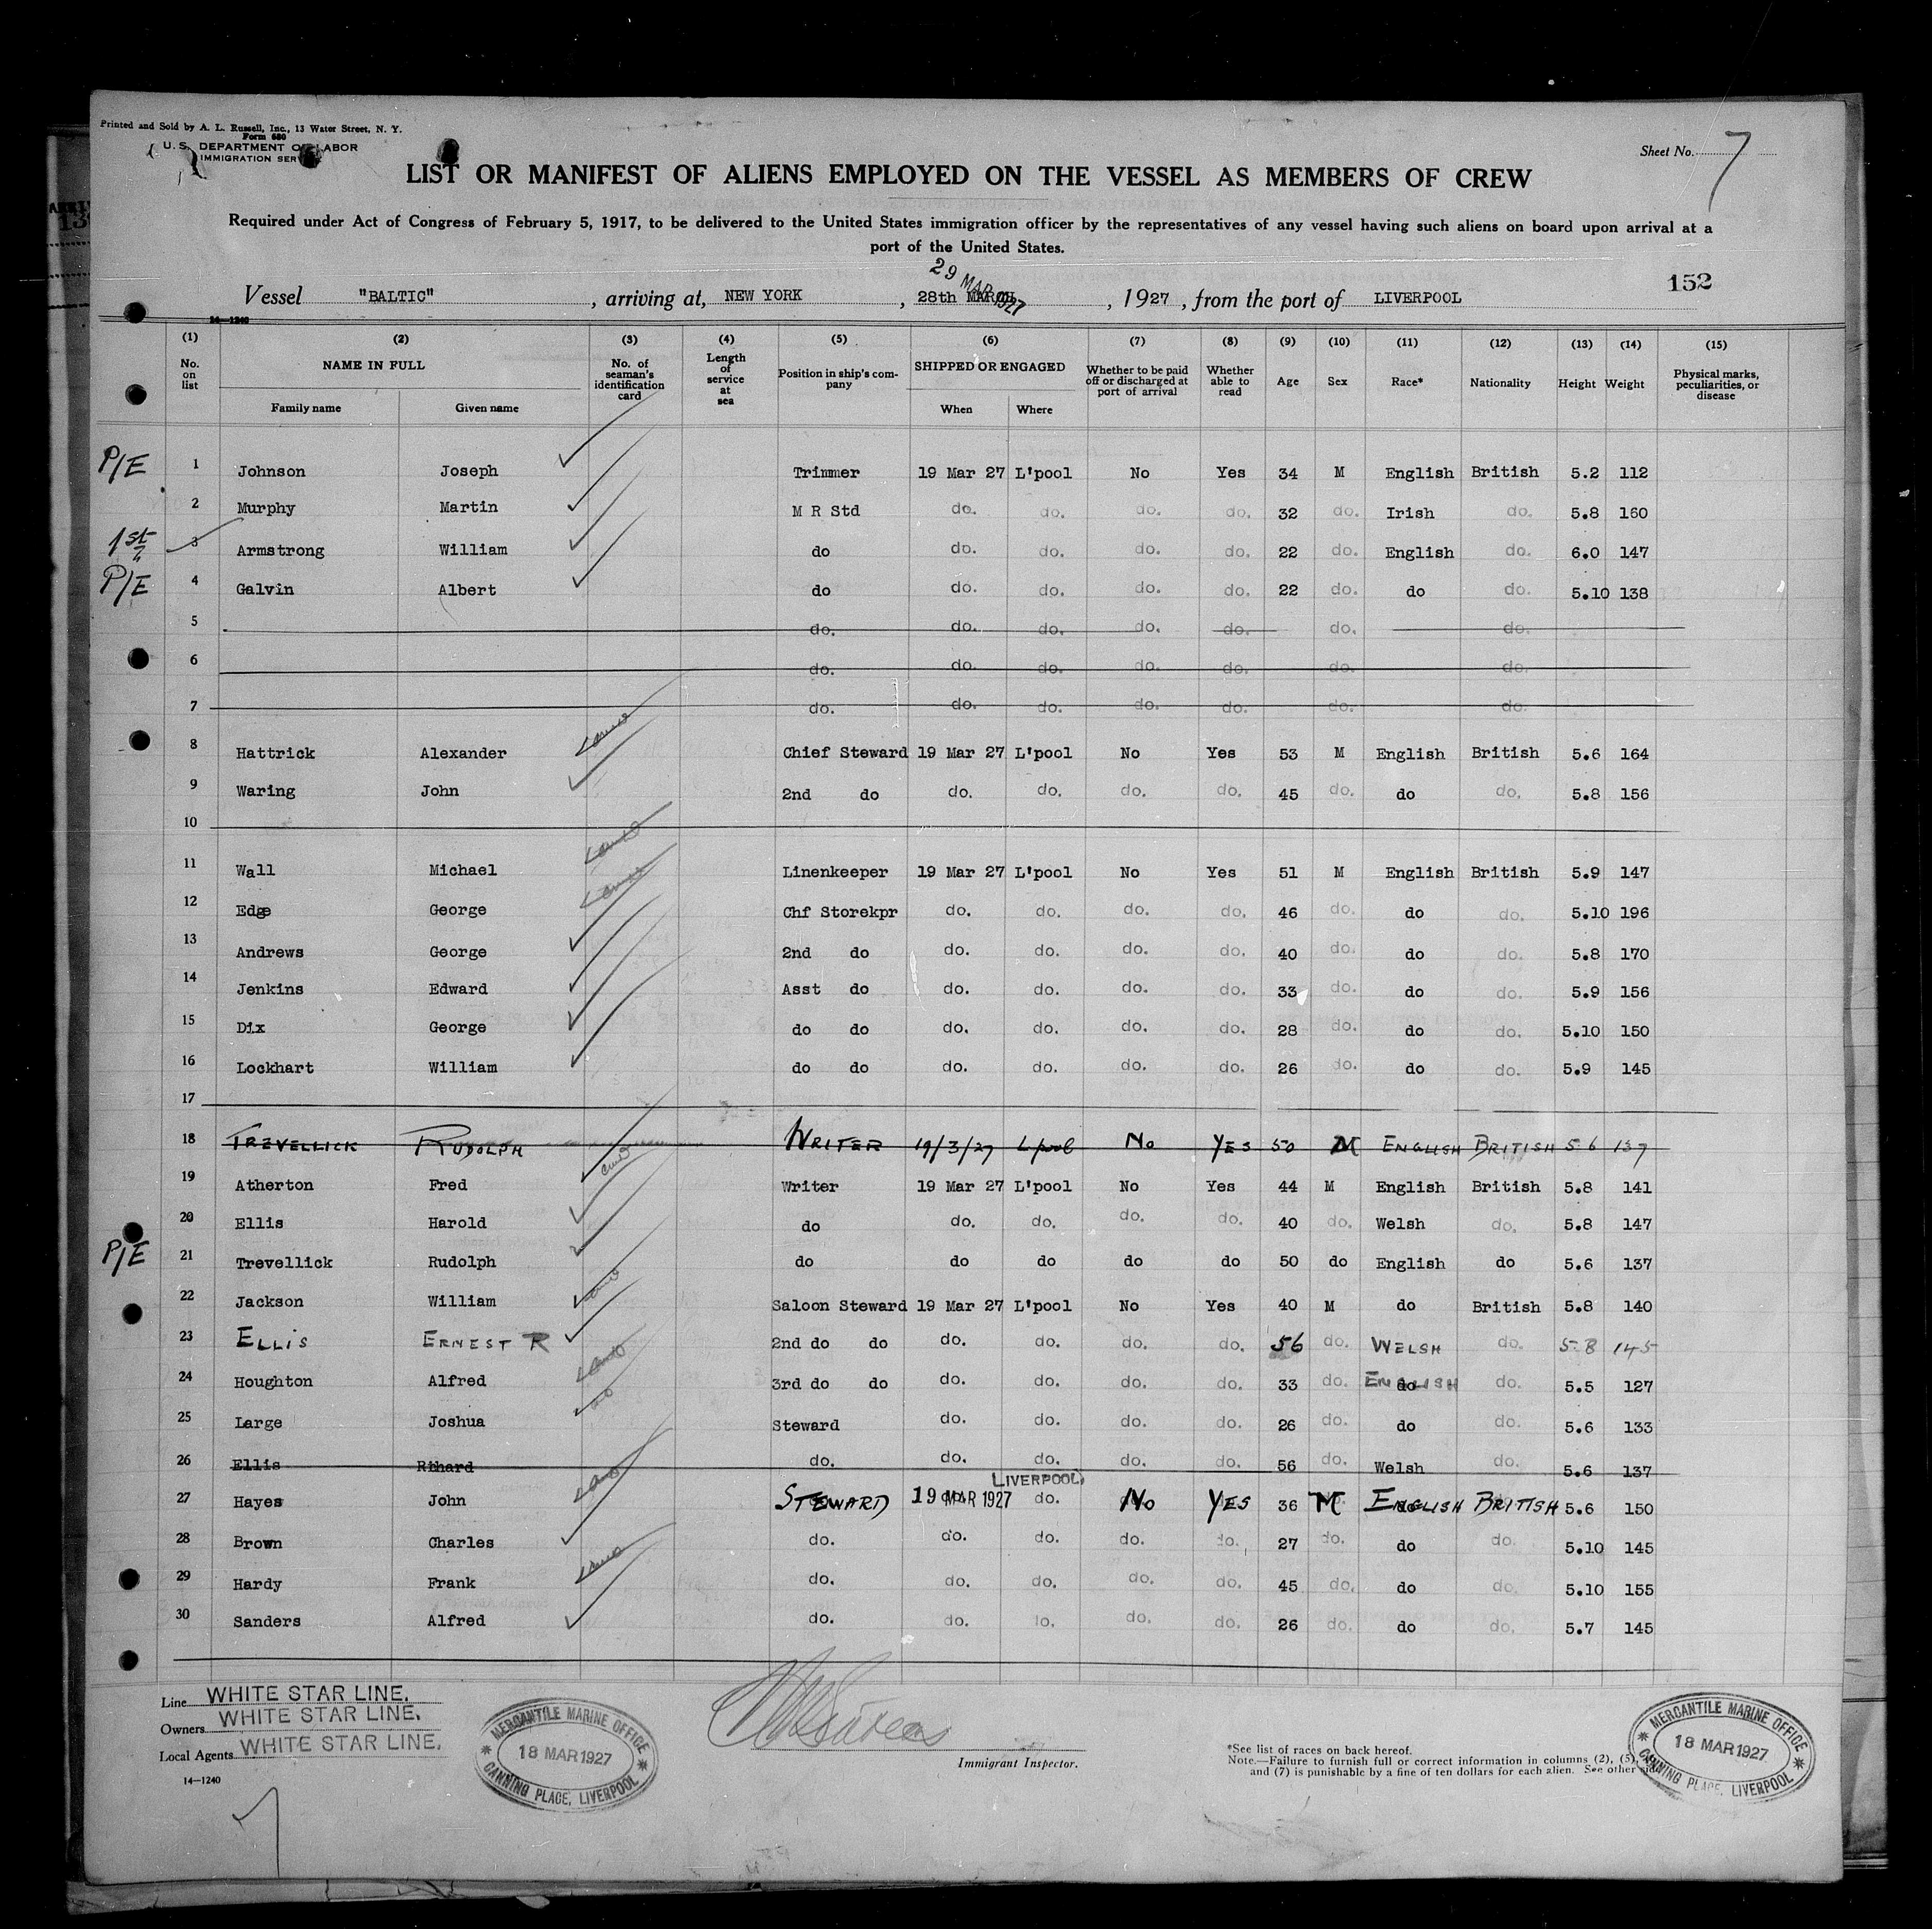 Printed and Sold by A. L. Russell, Inc., 13 Water Street, N. Y.
Form 680
U. S. DEPARTMENT OF LABOR
IMMIGRATION SER
Sheet No. 7
LIST OR MANIFEST OF ALIENS EMPLOYED ON THE VESSEL AS MEMBERS OF CREW
Required under Act of Congress of February 5, 1917, to be delivered to the United States immigration officer by the representatives of any vessel having such aliens on board upon arrival at a
port of the United States.
29 MAR 1927
152
Vessel "BALTIC", arriving at, NEW YORK, 28th MARCH, 1927, from the port of LIVERPOOL
14—1240
(1) (2) (3) (4) (5) (6) (7) (8) (9) (10) (11) (12) (13) (14) (15)
No. on list NAME IN FULL No. of seaman's identification card Length of service at sea Position in ship's company SHIPPED OR ENGAGED Whether to be paid off or discharged at port of arrival Whether able to read Age Sex Race* Nationality Height Weight Physical marks, peculiarities, or disease
Family name Given name When Where
P/E 1 Johnson Joseph Trimmer 19 Mar 27 L'pool No Yes 34 M English British 5.2 112
2 Murphy Martin M R Std do. do. do. do. 32 do. Irish do. 5.8 160
1st 3 Armstrong William do do. do. do. do. 22 do. English do. 6.0 147
P/E 4 Galvin Albert do do. do. do. do. 22 do. do do. 5.10 138
5 do. do. do. do. do. do. do.
6 do. do. do. do. do. do. do.
7 do. do. do. do. do. do. do.
8 Hattrick Alexander Chief Steward 19 Mar 27 L'pool No Yes 53 M English British 5.6 164
9 Waring John 2nd do do. do. do. do. 45 do. do do. 5.8 156
10
11 Wall Michael Linenkeeper 19 Mar 27 L'pool No Yes 51 M English British 5.9 147
12 Edge George Chf Storekpr do. do. do. do. 46 do. do do. 5.10 196
13 Andrews George 2nd do do. do. do. do. 40 do. do do. 5.8 170
14 Jenkins Edward Asst do do. do. do. do. 33 do. do do. 5.9 156
15 Dix George do do do. do. do. do. 28 do. do do. 5.10 150
16 Lockhart William do do do. do. do. do. 26 do. do do. 5.9 145
17
18 TREVELLICK RUDOLPH WRITER 19/3/27 L'pool No YES 50 M ENGLISH BRITISH 5 6 137
19 Atherton Fred Writer 19 Mar 27 L'pool No Yes 44 M English British 5.8 141
20 Ellis Harold do do. do. do. do. 40 do. Welsh do. 5.8 147
P/E 21 Trevellick Rudolph do do do do do 50 do English do 5.6 137
22 Jackson William Saloon Steward 19 Mar 27 L'pool No Yes 40 M do British 5.8 140
23 ELLIS ERNEST R 2nd do do do. do. do. do. 56 do. WELSH do. 5-8 145
24 Houghton Alfred 3rd do do do. do. do. do. 33 do. ENGLISH do. 5.5 127
25 Large Joshua Steward do. do. do. do. 26 do. do do. 5.6 133
26 Ellis Rihard do. do. do. do. do. 56 do. Welsh do. 5.6 137
27 Hayes John STEWARD 19 MAR 1927 LIVERPOOL do. No YES 36 M ENGLISH BRITISH 5.6 150
28 Brown Charles do. do. do. do. do. 27 do. do do. 5.10 145
29 Hardy Frank do. do. do. do. do. 45 do. do do. 5.10 155
30 Sanders Alfred do. do. do. do. do. 26 do. do do. 5.7 145
Line WHITE STAR LINE.
Owners WHITE STAR LINE.
Local Agents WHITE STAR LINE.
14—1240
MERCANTILE MARINE OFFICE
18 MAR 1927
CANNING PLACE, LIVERPOOL
Immigrant Inspector.
*See list of races on back hereof.
Note.—Failure to furnish full or correct information in columns (2), (5),
and (7) is punishable by a fine of ten dollars for each alien. See other
MERCANTILE MARINE OFFICE
18 MAR 1927
CANNING PLACE, LIVERPOOL
7